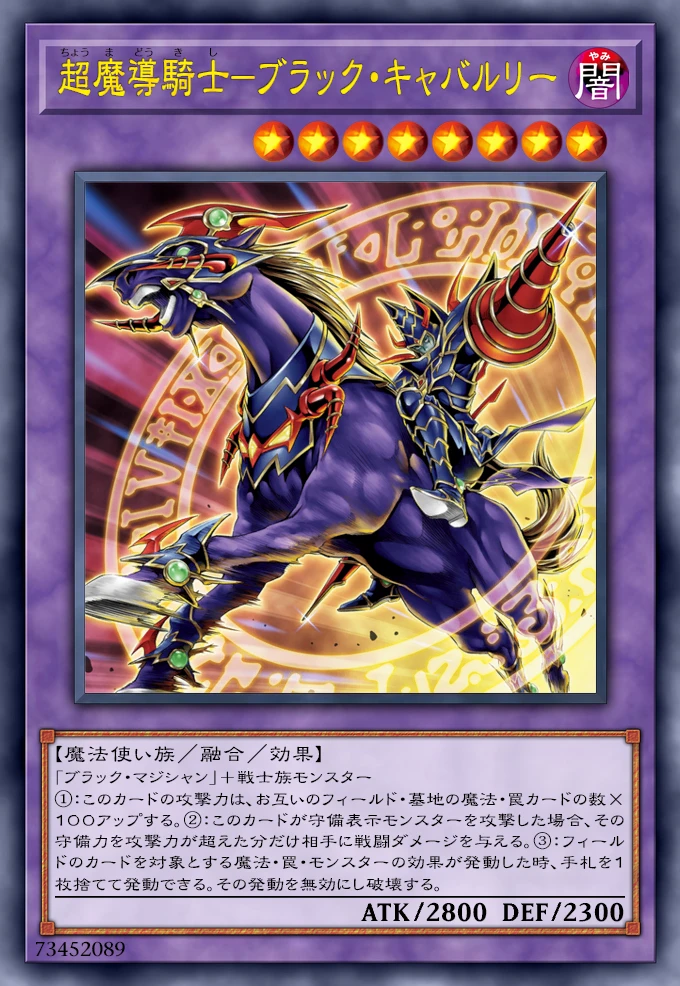 ちょう ま どう き し
超魔導騎士-ブラック・キャバルリー
やみ
闇
【魔法使い族/融合/効果】
「ブラック・マジシャン」+戦士族モンスター
①:このカードの攻撃力は、お互いのフィールド・墓地の魔法・罠カードの数×
100アップする。②:このカードが守備表示モンスターを攻撃した場合、その
守備力を攻撃力が超えた分だけ相手に戦闘ダメージを与える。③:フィール
ドのカードを対象とする魔法・罠・モンスターの効果が発動した時、手札を1
枚捨てて発動できる。その発動を無効にし破壊する。
ATK/2800 DEF/2300
73452089